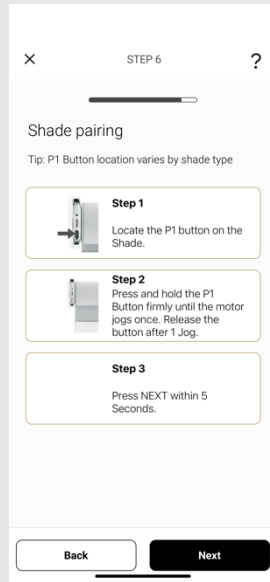 STEP 6
?
Shade pairing
Tip: P1 Button location varies by shade type
Step 1
Locate the P1 button on the
Shade.
Step 2
Press and hold the P1
Button firmly until the motor
jogs once. Release the
button after 1 Jog.
Step 3
Press NEXT within 5
Seconds.
Back
Next